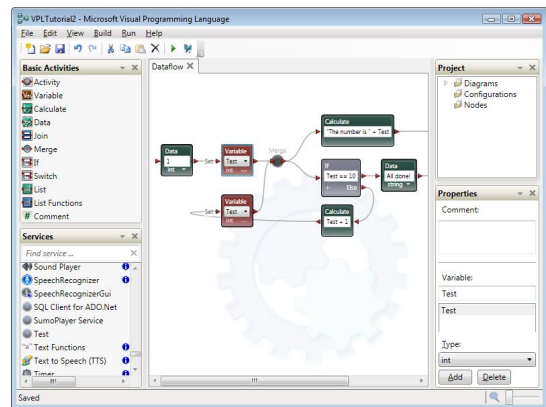 VPLTutorial2 - Microsoft Visual Programming Language
File Edit View Build Run Help
Basic Activities
Activity
Variable
Calculate
Data
Join
Merge
If
Switch
List
List Functions
# Comment
Services
Find service ...
Sound Player
SpeechRecognizer
SpeechRecognizerGui
SQL Client for ADO.Net
SumoPlayer Service
Test
Text Functions
Text to Speech (TTS)
Timer
Dataflow
Data
1
int
Set
Variable
Test
int
Merge
Calculate
"The number is " + Test
If
Test == 10
+ Else
Data
All done!
string
Set
Variable
Test
int
Calculate
Test + 1
Project
Diagrams
Configurations
Nodes
Properties
Comment:
Variable:
Test
Test
Type:
int
Add Delete
Saved